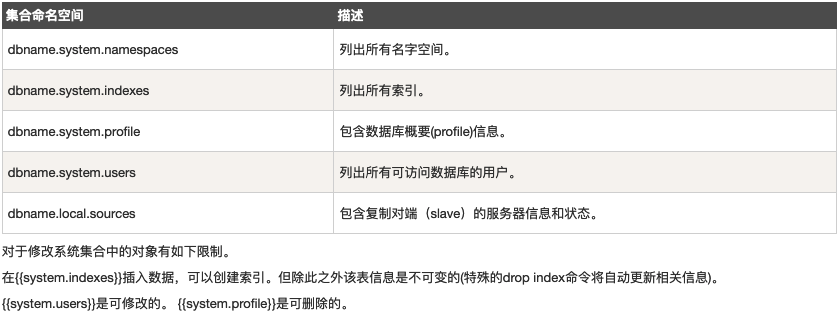 集合命名空间 描述
dbname.system.namespaces 列出所有名字空间。
dbname.system.indexes 列出所有索引。
dbname.system.profile 包含数据库概要(profile)信息。
dbname.system.users 列出所有可访问数据库的用户。
dbname.local.sources 包含复制对端（slave）的服务器信息和状态。
对于修改系统集合中的对象有如下限制。
在{{system.indexes}}插入数据，可以创建索引。但除此之外该表信息是不可变的(特殊的drop index命令将自动更新相关信息)。
{{system.users}}是可修改的。 {{system.profile}}是可删除的。